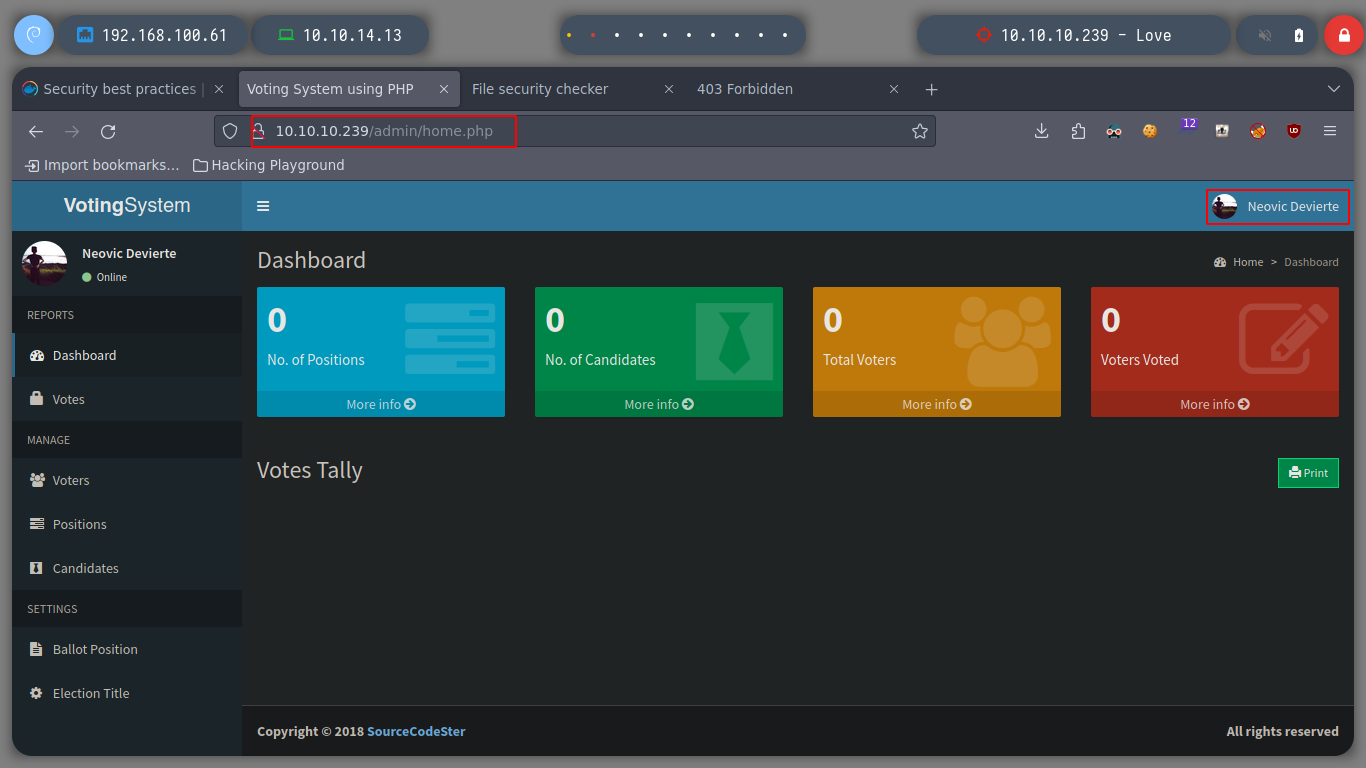 192.168.100.61
10.10.14.13
10.10.10.239 - Love
Security best practices |
Voting System using PHP
File security checker
403 Forbidden
10.10.10.239/admin/home.php
12
Import bookmarks...
Hacking Playground
VotingSystem
Neovic Devierte
Neovic Devierte
Online
REPORTS
Dashboard
Votes
MANAGE
Voters
Positions
Candidates
SETTINGS
Ballot Position
Election Title
Dashboard
Home > Dashboard
0
No. of Positions
More info
0
No. of Candidates
More info
0
Total Voters
More info
0
Voters Voted
More info
Votes Tally
Print
Copyright © 2018 SourceCodeSter
All rights reserved